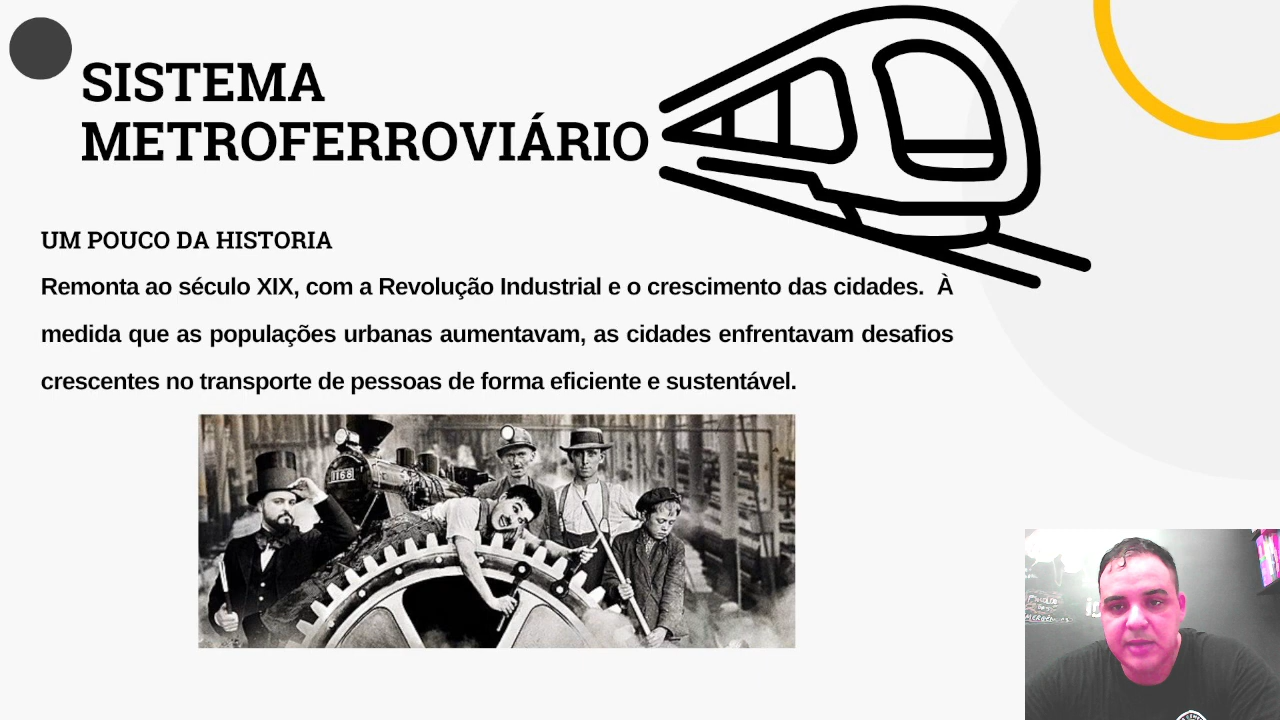 SISTEMA
METROFERROVIÁRIO
UM POUCO DA HISTORIA
Remonta ao século XIX, com a Revolução Industrial e o crescimento das cidades. À
medida que as populações urbanas aumentavam, as cidades enfrentavam desafios
crescentes no transporte de pessoas de forma eficiente e sustentável.
1168